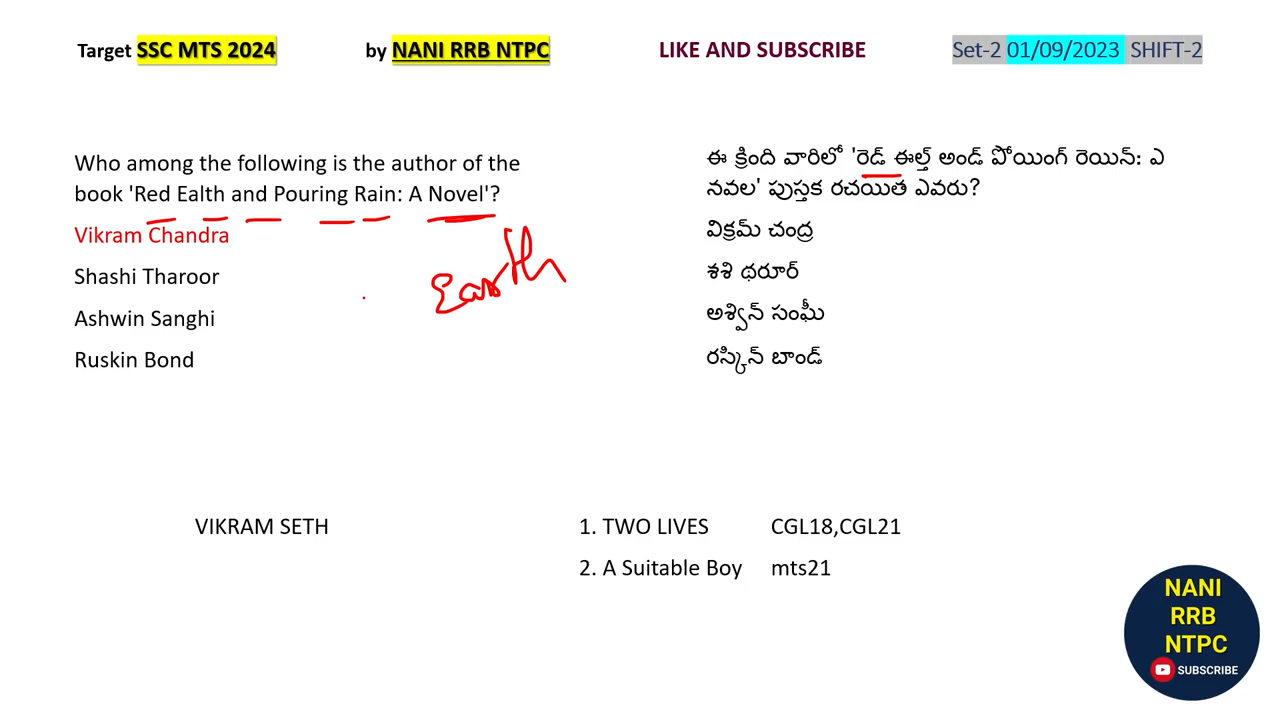 Target SSC MTS 2024 by NANI RRB NTPC LIKE AND SUBSCRIBE Set-2 01/09/2023 SHIFT-2
Who among the following is the author of the
book 'Red Ealth and Pouring Rain: A Novel'?
Vikram Chandra
Shashi Tharoor
Ashwin Sanghi
Ruskin Bond
Earth
ఈ క్రింది వారిలో 'రెడ్ ఈల్త్ అండ్ పోయింగ్ రెయిన్: ఎ
నవల' పుస్తక రచయిత ఎవరు?
విక్రమ్ చంద్ర
శశి థరూర్
అశ్విన్ సంఘీ
రస్కిన్ బాండ్
VIKRAM SETH
1. TWO LIVES CGL18,CGL21
2. A Suitable Boy mts21
NANI
RRB
NTPC
SUBSCRIBE